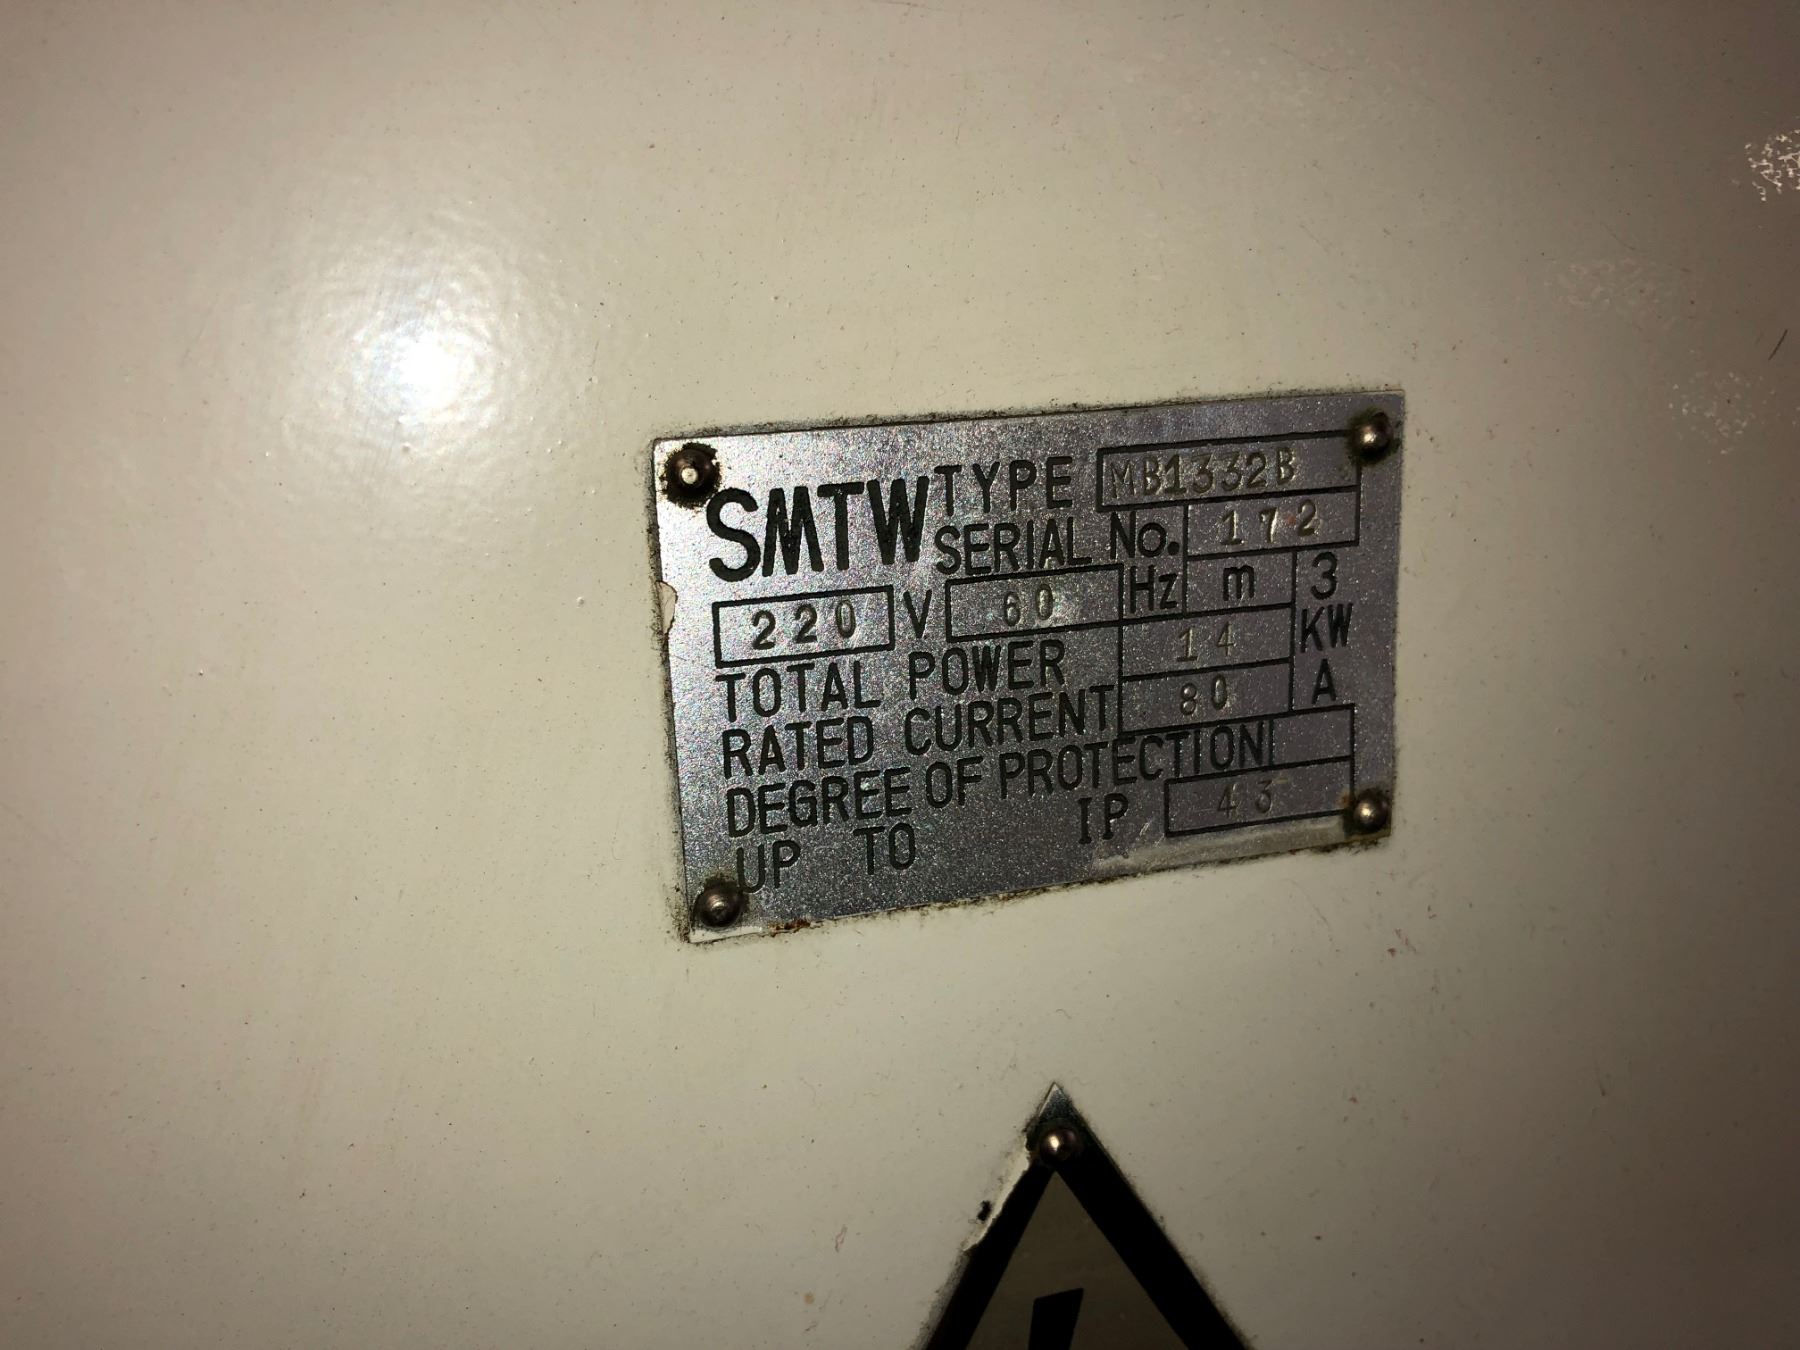 SMTW TYPE MB1332B
SERIAL No. 172
220 V 60 Hz m 3
TOTAL POWER 14 KW
RATED CURRENT 80 A
DEGREE OF PROTECTION
UP TO IP 43